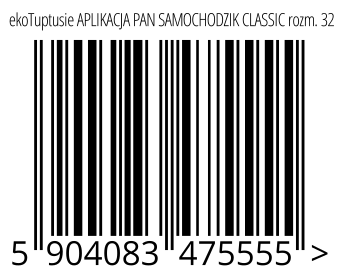 ekoTuptusie APLIKACJA PAN SAMOCHODZIK CLASSIC rozm. 32
5 904083 475555 >